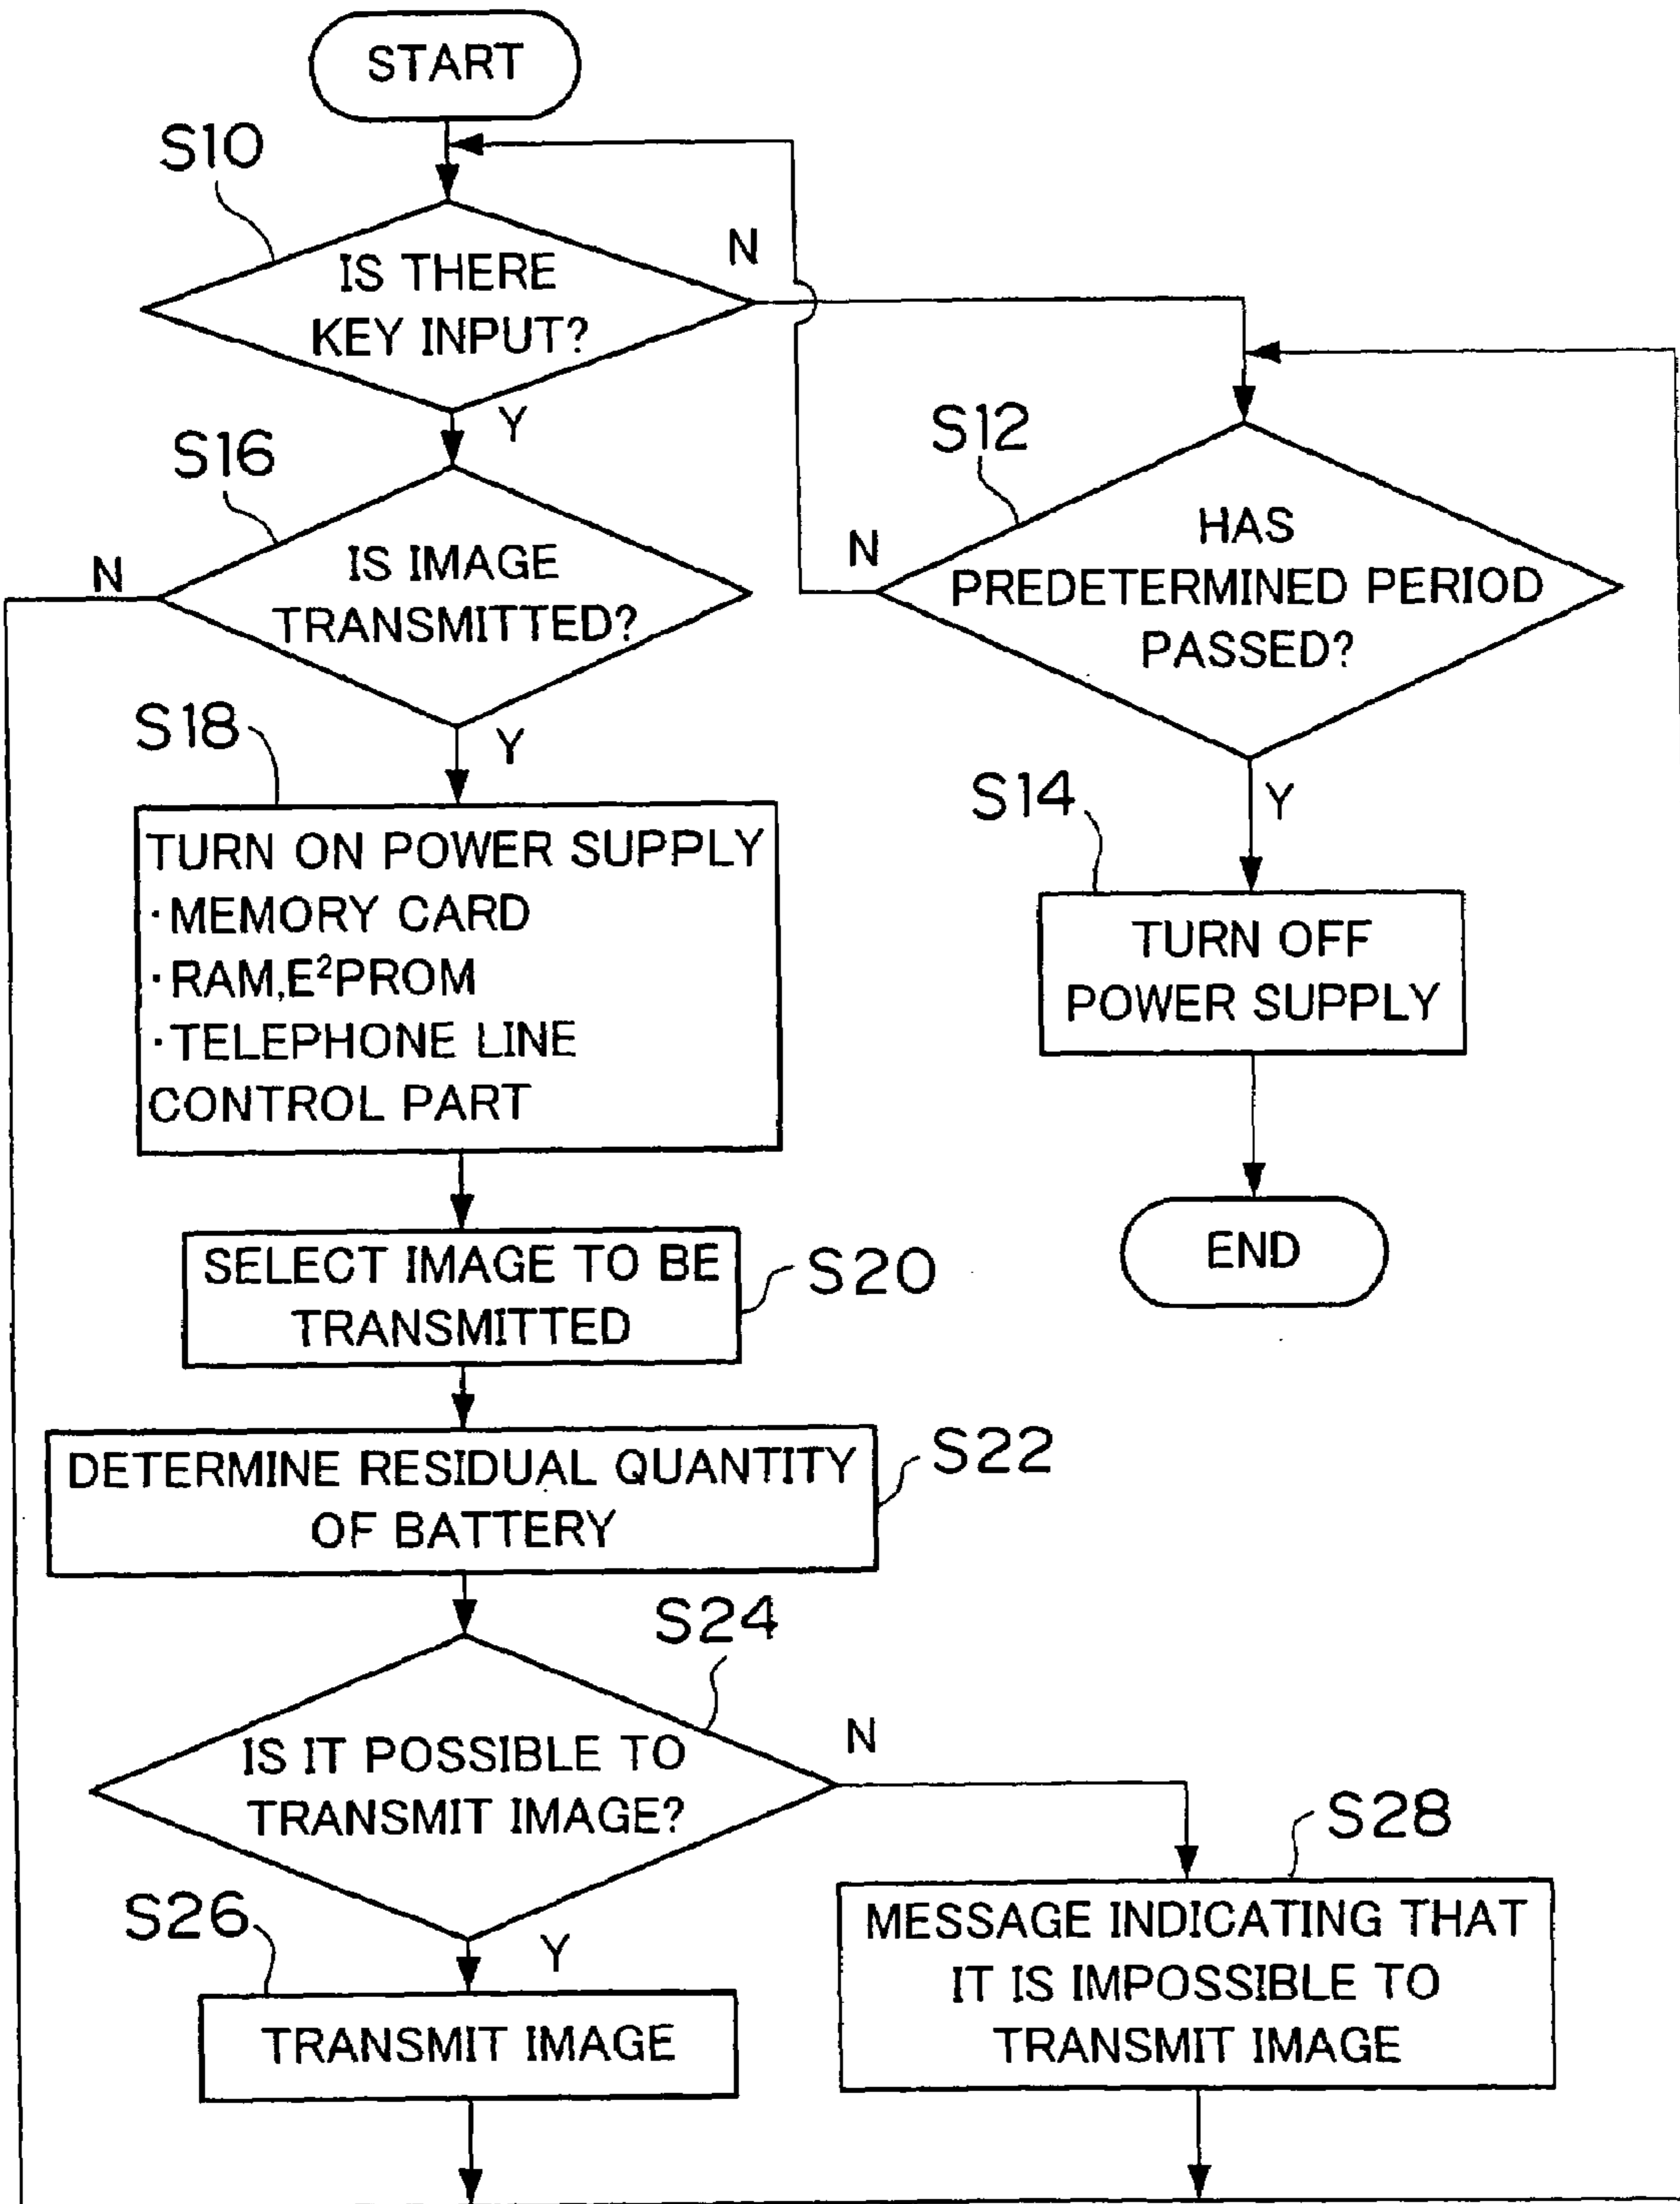 START
S10
IS THERE
KEY INPUT?
N
Y
S16
IS IMAGE
TRANSMITTED?
N
Y
S12
HAS
PREDETERMINED PERIOD
PASSED?
N
Y
S14
TURN OFF
POWER SUPPLY
END
S18
TURN ON POWER SUPPLY
·MEMORY CARD
·RAM,E²PROM
·TELEPHONE LINE
CONTROL PART
SELECT IMAGE TO BE
TRANSMITTED
S20
DETERMINE RESIDUAL QUANTITY
OF BATTERY
S22
S24
IS IT POSSIBLE TO
TRANSMIT IMAGE?
N
Y
S26
TRANSMIT IMAGE
S28
MESSAGE INDICATING THAT
IT IS IMPOSSIBLE TO
TRANSMIT IMAGE